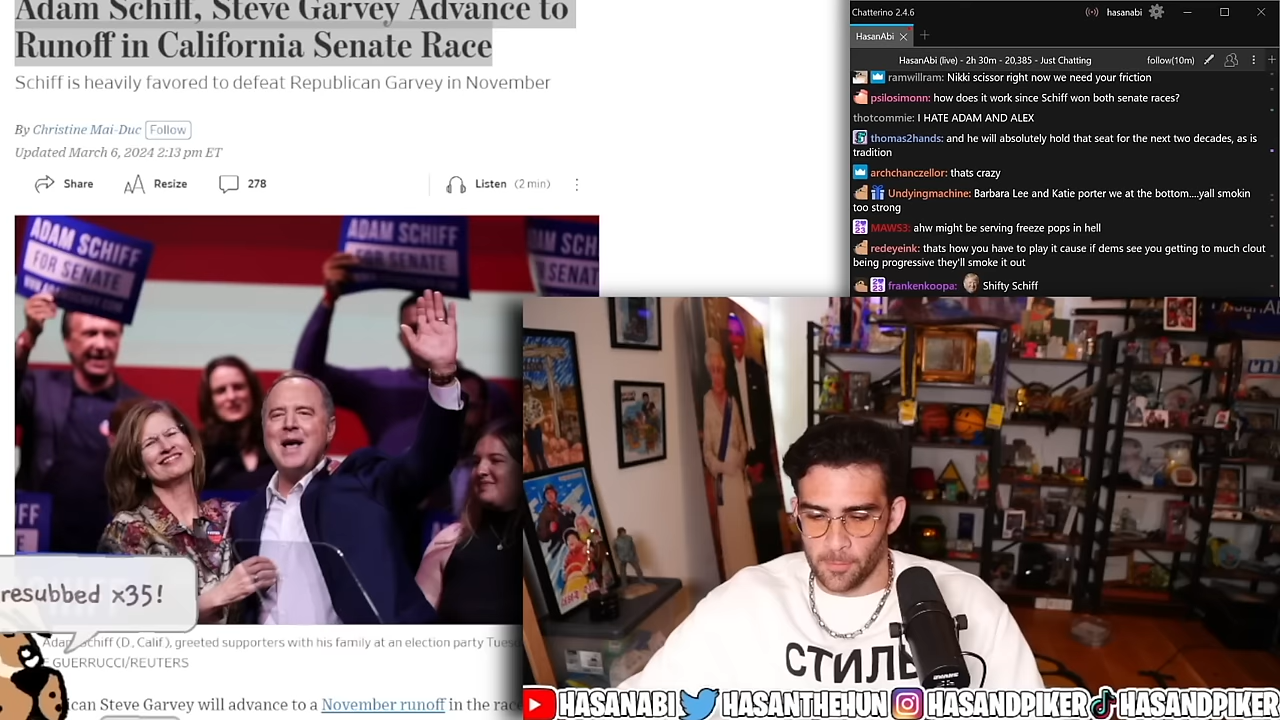 Adam Schiff, Steve Garvey Advance to
Runoff in California Senate Race
Schiff is heavily favored to defeat Republican Garvey in November
By Christine Mai-Duc Follow
Updated March 6, 2024 2:13 pm ET
Share Resize 278 Listen (2 min)
ADAM SCHIFF
FOR SENATE
ADAM SCHIFF
FOR SENATE
resubbed x35!
Schiff (D., Calif.), greeted supporters with his family at an election party
GUERRUCCI/REUTERS
ican Steve Garvey will advance to a November runoff in the race
Chatterino 2.4.6
hasanabi
HasanAbi
HasanAbi (live) - 2h 30m - 20,385 - Just Chatting
follow(10m)
ramwillram: Nikki scissor right now we need your friction
psilosimonn: how does it work since Schiff won both senate races?
thotcommie: I HATE ADAM AND ALEX
thomas2hands: and he will absolutely hold that seat for the next two decades, as is
tradition
archchanczellor: thats crazy
Undyingmachine: Barbara Lee and Katie porter we at the bottom....yall smokin
too strong
MAWS3: ahw might be serving freeze pops in hell
redeyeink: thats how you have to play it cause if dems see you getting to much clout
being progressive they'll smoke it out
frankenkoopa: Shifty Schiff
СТИЛЬ
HASANABI HASANTHEHUN HASANDPIKER HASANDPIKER